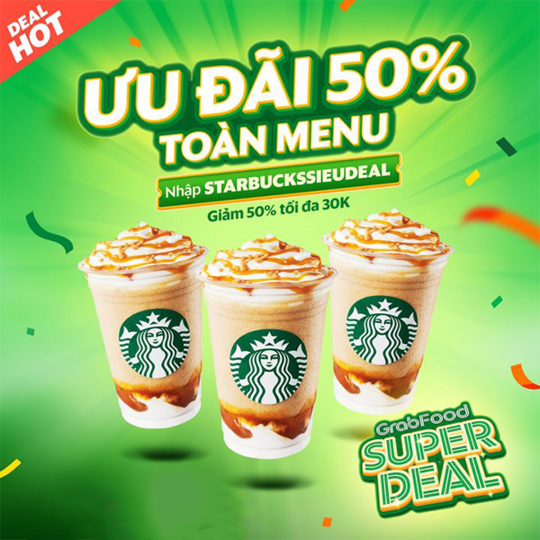 DEAL
HOT
ƯU ĐÃI 50%
TOÀN MENU
Nhập STARBUCKSSIEUDEAL
Giảm 50% tối đa 30K
GrabFood
SUPER
DEAL